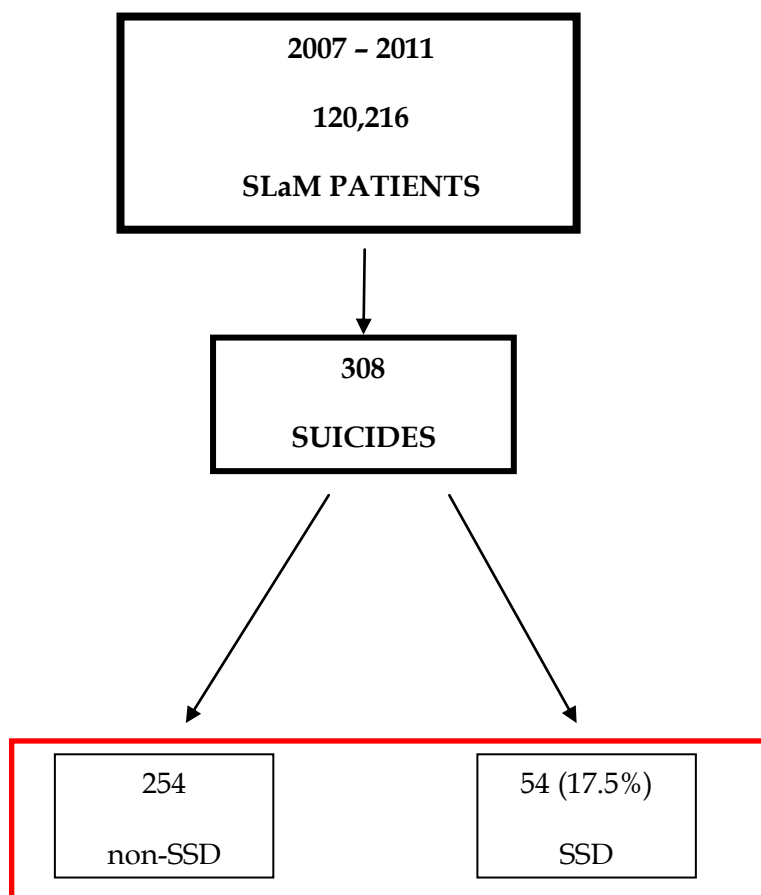 2007 – 2011
120,216
SLaM PATIENTS
308
SUICIDES
254
non-SSD
54 (17.5%)
SSD